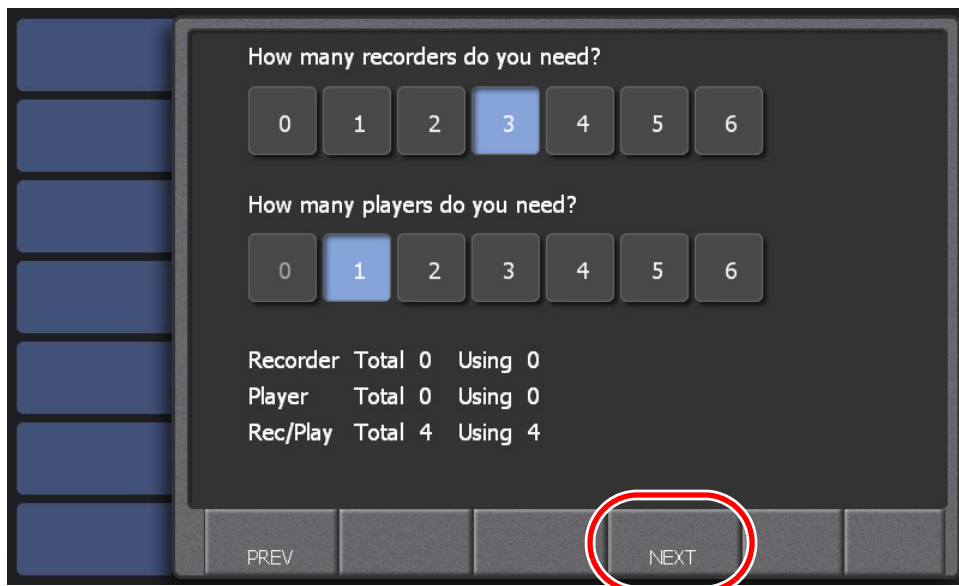 How many recorders do you need?
0 1 2 3 4 5 6
How many players do you need?
0 1 2 3 4 5 6
Recorder Total 0 Using 0
Player Total 0 Using 0
Rec/Play Total 4 Using 4
PREV NEXT